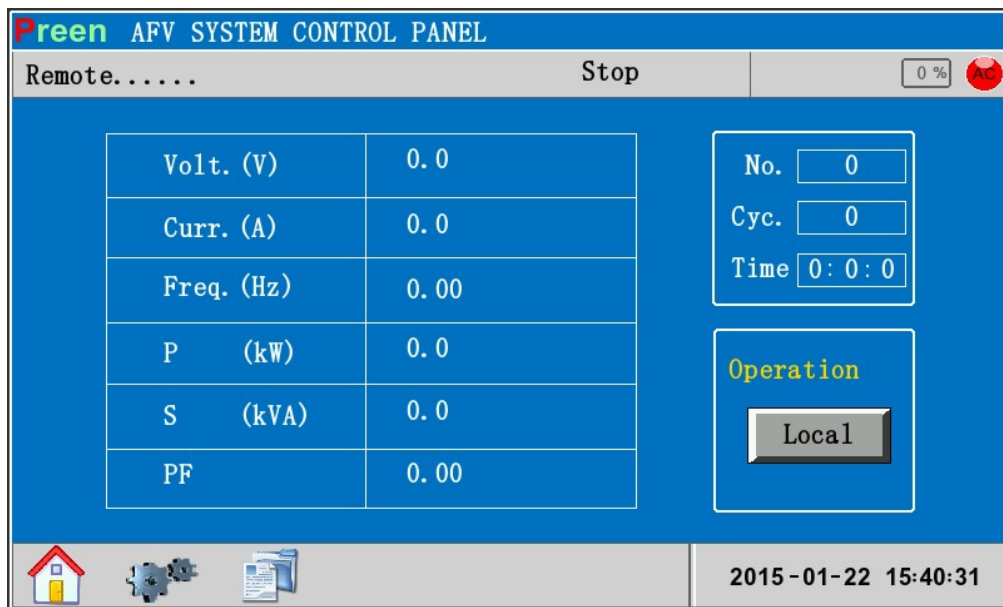 Preen AFV SYSTEM CONTROL PANEL
Remote...... Stop 0 % AC
Volt.(V) 0.0
Curr.(A) 0.0
Freq.(Hz) 0.00
P (kW) 0.0
S (kVA) 0.0
PF 0.00
No. 0
Cyc. 0
Time 0:0:0
Operation
Local
2015-01-22 15:40:31